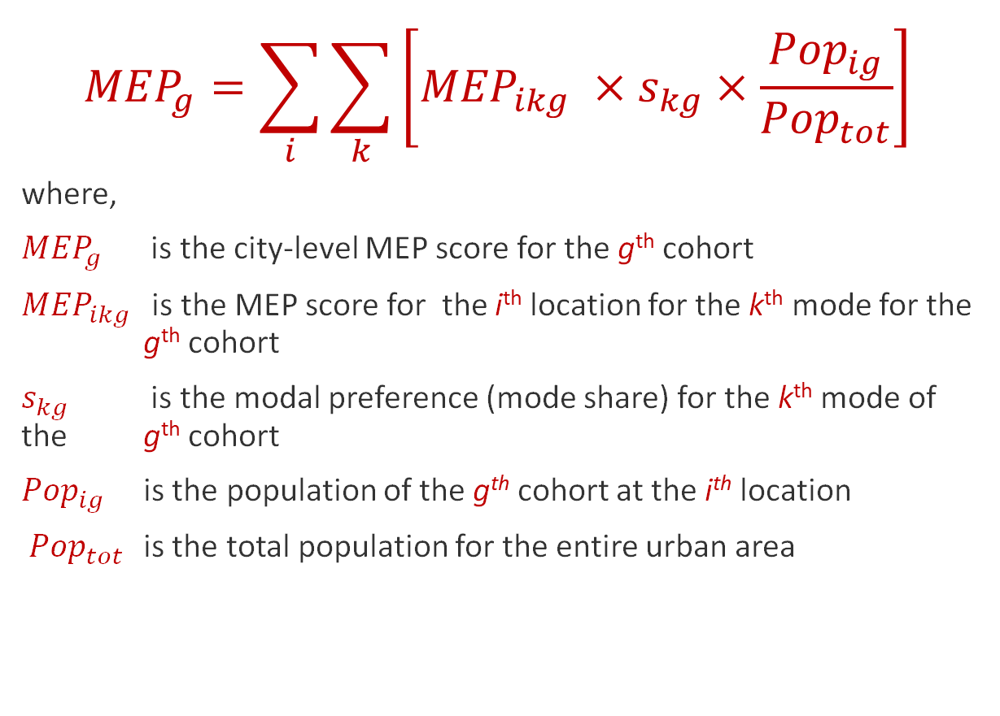 MEP_g = ∑_i ∑_k [MEP_ikg × s_kg × Pop_ig / Pop_tot]
where,
MEP_g is the city-level MEP score for the g^th cohort
MEP_ikg is the MEP score for the i^th location for the k^th mode for the
g^th cohort
s_kg is the modal preference (mode share) for the k^th mode of
the g^th cohort
Pop_ig is the population of the g^th cohort at the i^th location
Pop_tot is the total population for the entire urban area